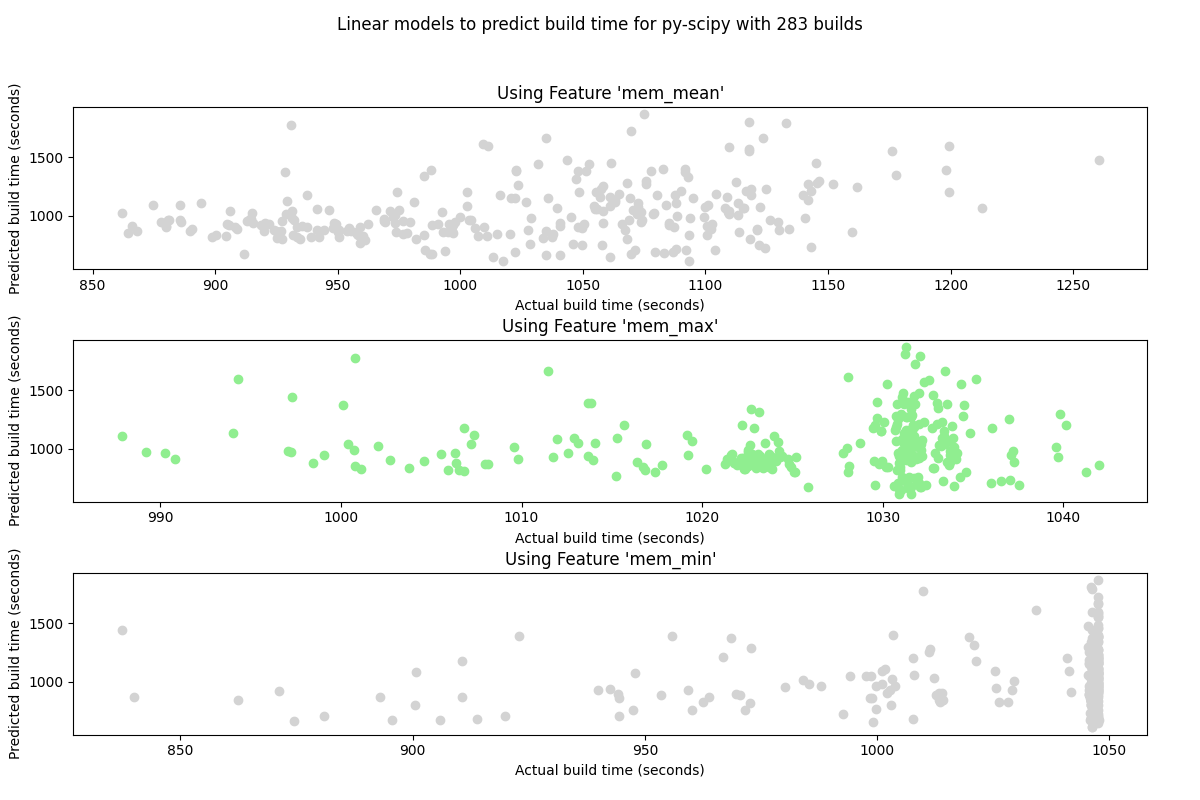 Linear models to predict build time for py-scipy with 283 builds
Using Feature 'mem_mean'
Predicted build time (seconds)
1500
1000
850 900 950 1000 1050 1100 1150 1200 1250
Actual build time (seconds)
Using Feature 'mem_max'
Predicted build time (seconds)
1500
1000
990 1000 1010 1020 1030 1040
Actual build time (seconds)
Using Feature 'mem_min'
Predicted build time (seconds)
1500
1000
850 900 950 1000 1050
Actual build time (seconds)